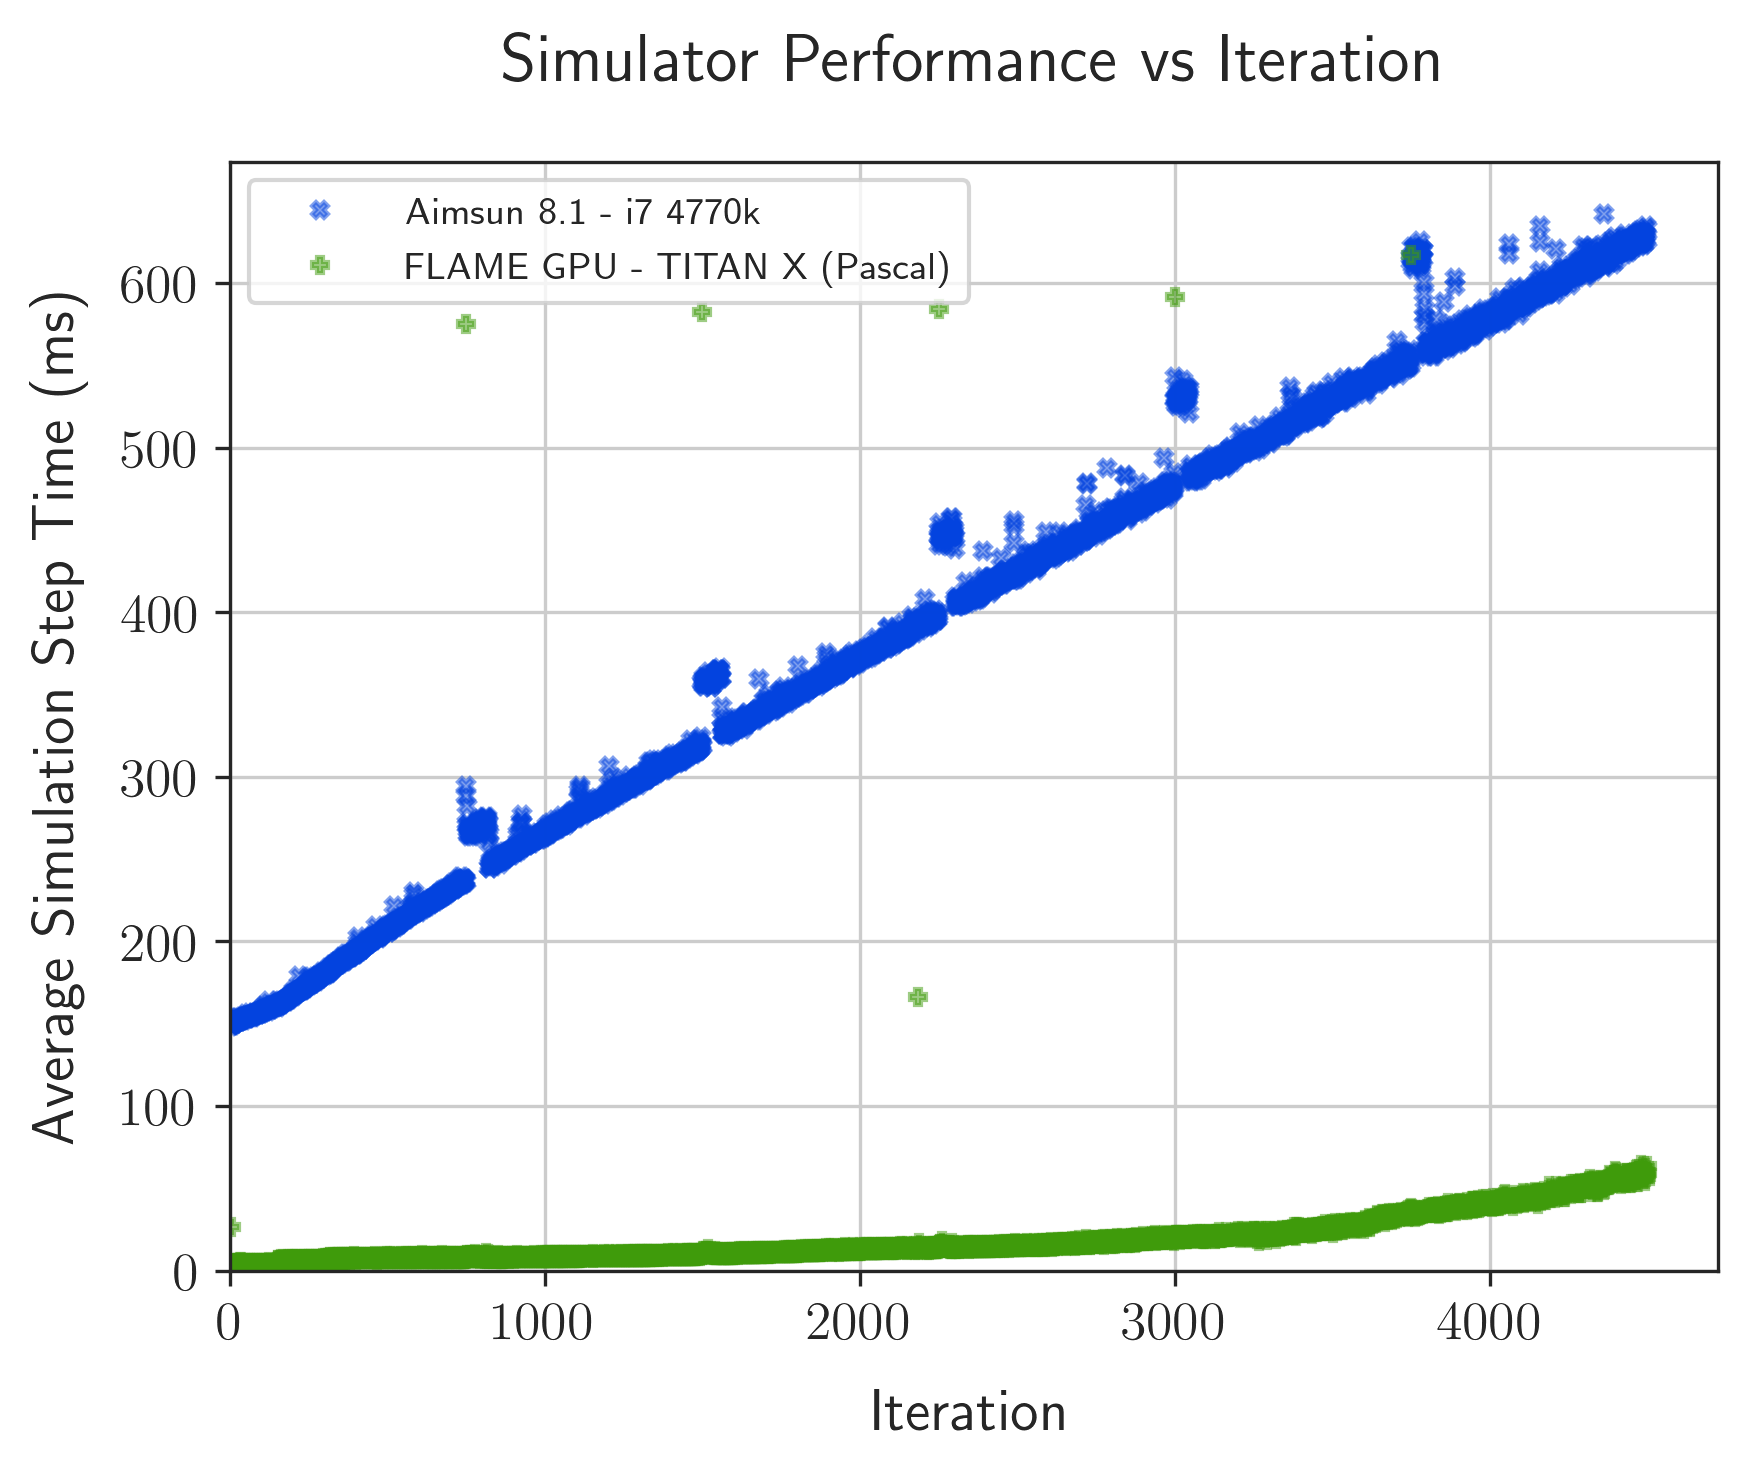 Simulator Performance vs Iteration
Aimsun 8.1 - i7 4770k
FLAME GPU - TITAN X (Pascal)
Average Simulation Step Time (ms)
600
500
400
300
200
100
0
0 1000 2000 3000 4000
Iteration